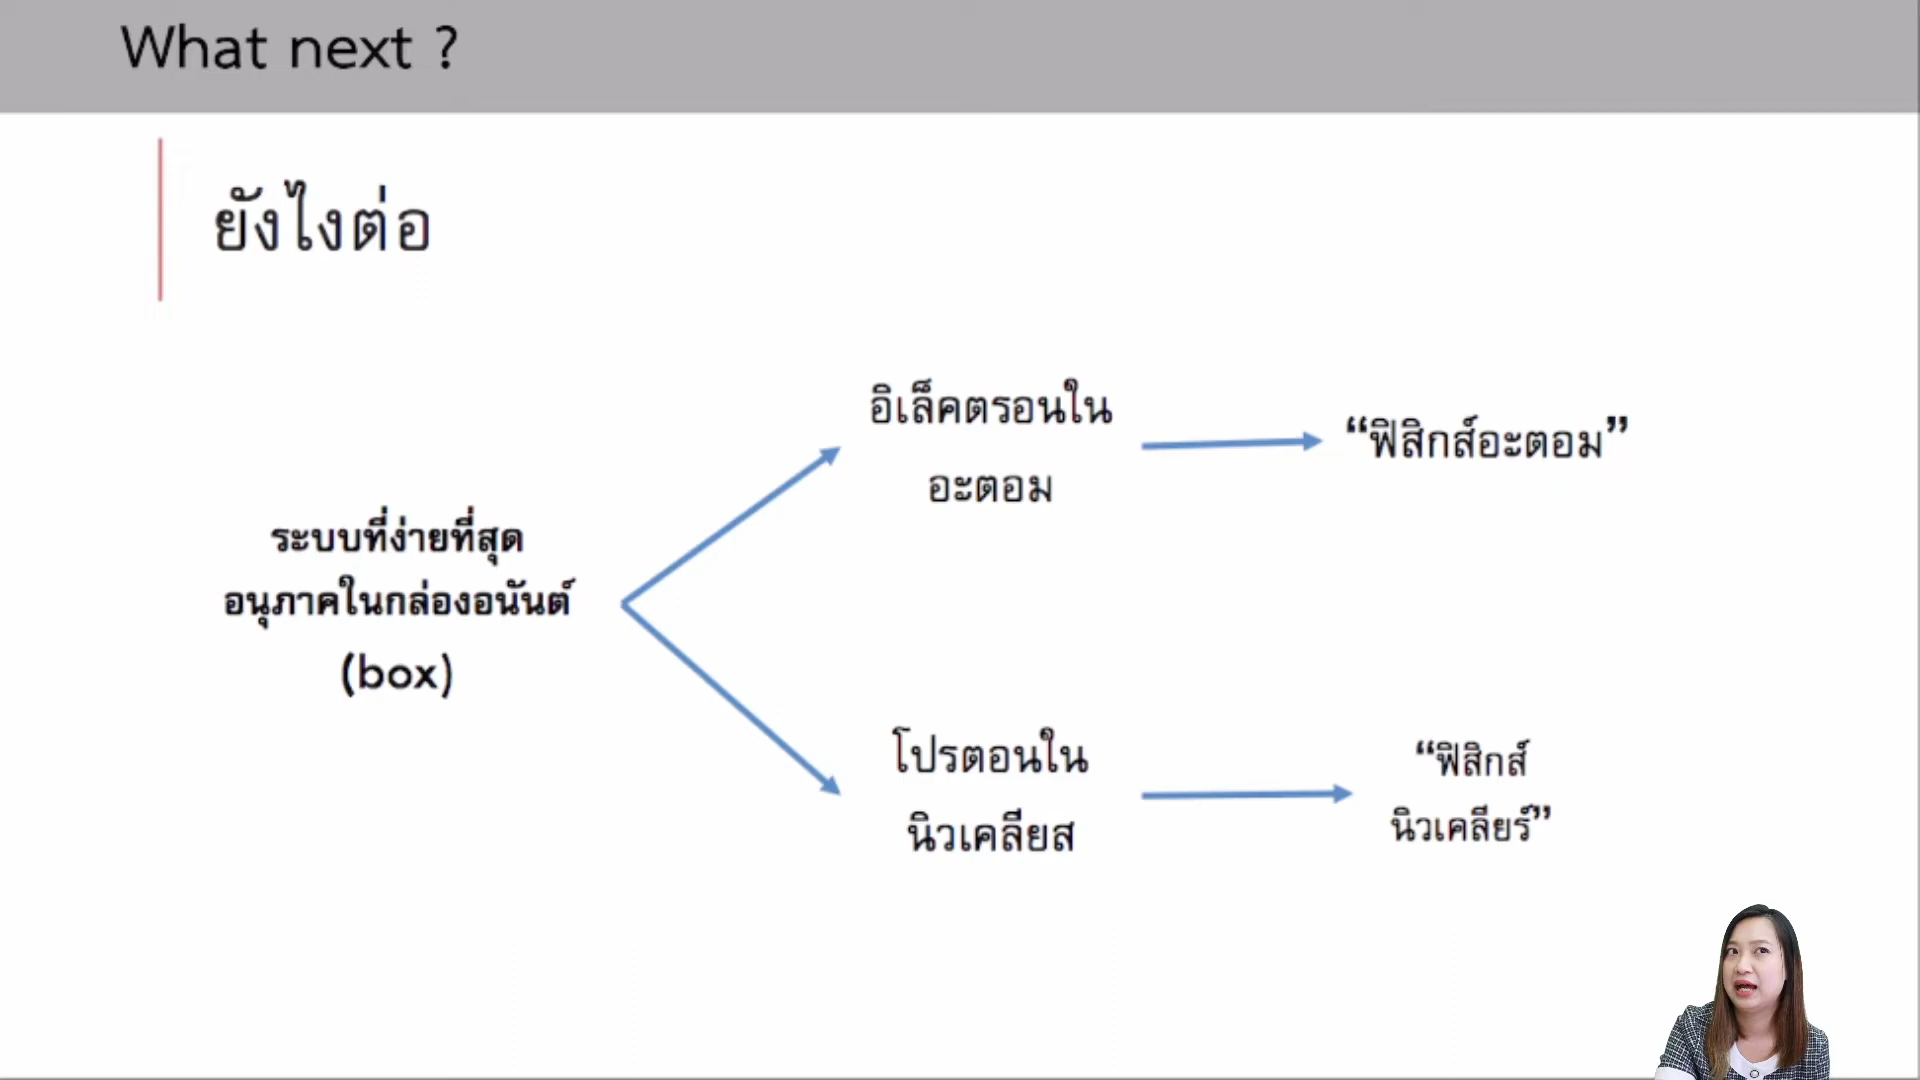 What next ?
ยังไงต่อ
อิเล็คตรอนใน
อะตอม
“ฟิสิกส์อะตอม”
ระบบที่ง่ายที่สุด
อนุภาคในกล่องอนันต์
(box)
โปรตอนใน
นิวเคลียส
“ฟิสิกส์
นิวเคลียร์”